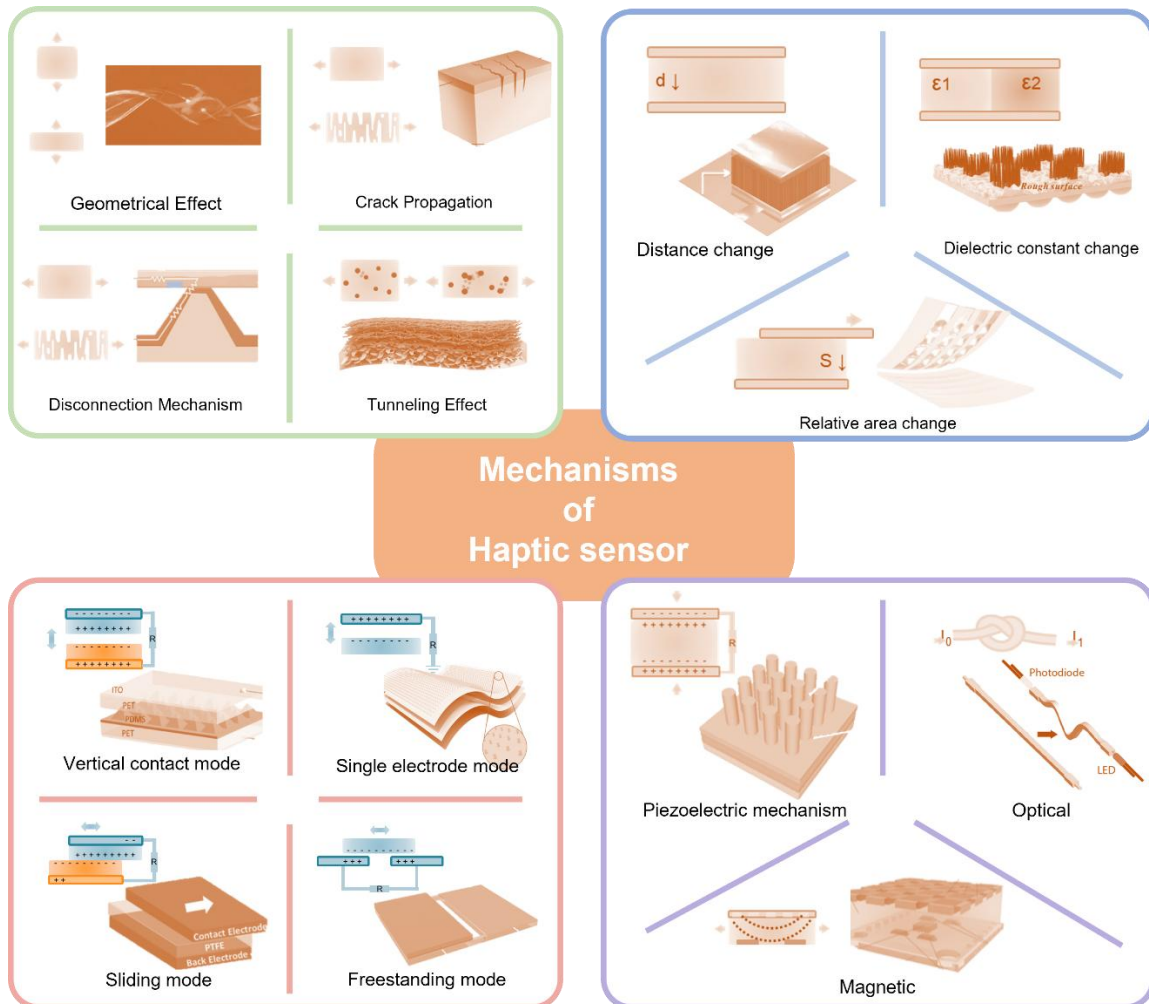 Geometrical Effect
Crack Propagation
Disconnection Mechanism
Tunneling Effect
d ↓
ε1
ε2
Rough surface
Distance change
Dielectric constant change
S ↓
Relative area change
Mechanisms
of
Haptic sensor
- - - - - - - -
+ + + + + + + +
R
- - - - - - - -
+ + + + + + + +
ITO
PET
PDMS
PET
Vertical contact mode
+ + + + + + + +
R
- - - - - - - -
Single electrode mode
- -
+ + + + + + + +
R
- - - - - - - -
+ +
Contact Electrode
PTFE
Back Electrode
Sliding mode
- - - - - - - -
+ + +
+ + +
R
Freestanding mode
- - - - - - - -
+ + + + + + + +
R
- - - - - - - -
+ + + + + + + +
Piezoelectric mechanism
I0
I1
Photodiode
LED
Optical
Magnetic